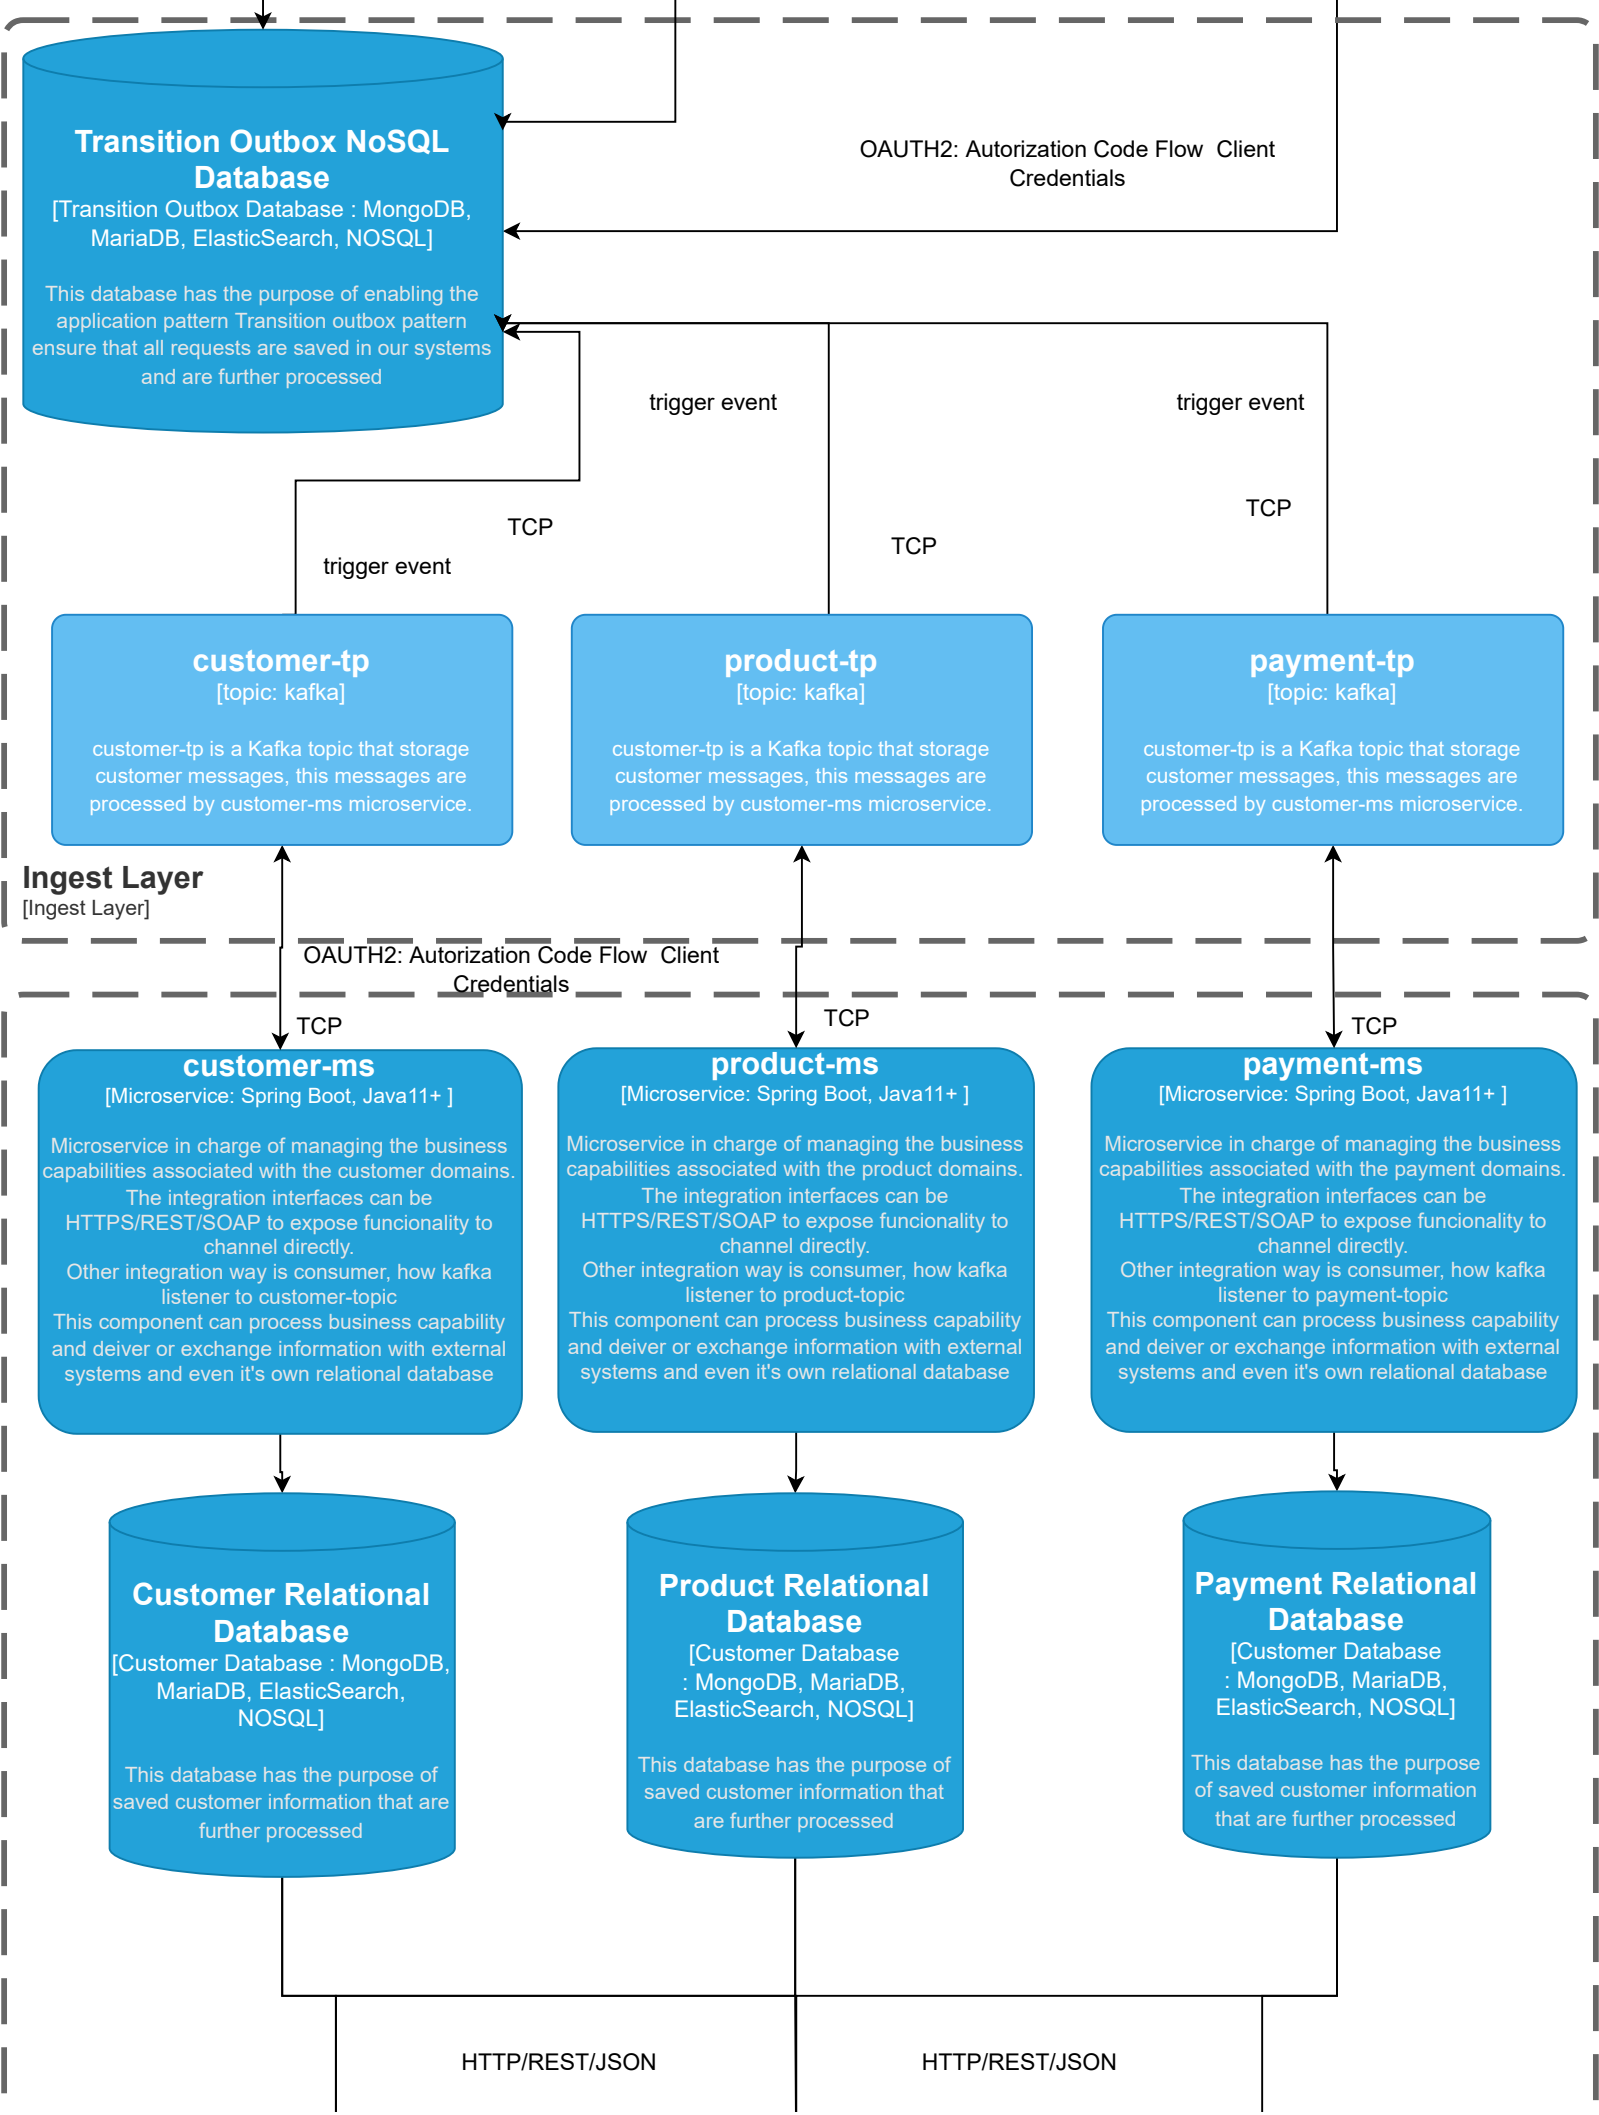 Transition Outbox NoSQL
Database
[Transition Outbox Database : MongoDB,
MariaDB, ElasticSearch, NOSQL]
This database has the purpose of enabling the
application pattern Transition outbox pattern
ensure that all requests are saved in our systems
and are further processed
OAUTH2: Autorization Code Flow  Client
Credentials
trigger event
trigger event
TCP
TCP
TCP
trigger event
customer-tp
[topic: kafka]
customer-tp is a Kafka topic that storage
customer messages, this messages are
processed by customer-ms microservice.
product-tp
[topic: kafka]
customer-tp is a Kafka topic that storage
customer messages, this messages are
processed by customer-ms microservice.
payment-tp
[topic: kafka]
customer-tp is a Kafka topic that storage
customer messages, this messages are
processed by customer-ms microservice.
Ingest Layer
[Ingest Layer]
OAUTH2: Autorization Code Flow  Client
Credentials
TCP
TCP
TCP
customer-ms
[Microservice: Spring Boot, Java11+ ]
Microservice in charge of managing the business
capabilities associated with the customer domains.
The integration interfaces can be
HTTPS/REST/SOAP to expose funcionality to
channel directly.
Other integration way is consumer, how kafka
listener to customer-topic
This component can process business capability
and deiver or exchange information with external
systems and even it's own relational database
product-ms
[Microservice: Spring Boot, Java11+ ]
Microservice in charge of managing the business
capabilities associated with the product domains.
The integration interfaces can be
HTTPS/REST/SOAP to expose funcionality to
channel directly.
Other integration way is consumer, how kafka
listener to product-topic
This component can process business capability
and deiver or exchange information with external
systems and even it's own relational database
payment-ms
[Microservice: Spring Boot, Java11+ ]
Microservice in charge of managing the business
capabilities associated with the payment domains.
The integration interfaces can be
HTTPS/REST/SOAP to expose funcionality to
channel directly.
Other integration way is consumer, how kafka
listener to payment-topic
This component can process business capability
and deiver or exchange information with external
systems and even it's own relational database
Customer Relational
Database
[Customer Database : MongoDB,
MariaDB, ElasticSearch,
NOSQL]
This database has the purpose of
saved customer information that are
further processed
Product Relational
Database
[Customer Database
: MongoDB, MariaDB,
ElasticSearch, NOSQL]
This database has the purpose of
saved customer information that
are further processed
Payment Relational
Database
[Customer Database
: MongoDB, MariaDB,
ElasticSearch, NOSQL]
This database has the purpose
of saved customer information
that are further processed
HTTP/REST/JSON
HTTP/REST/JSON